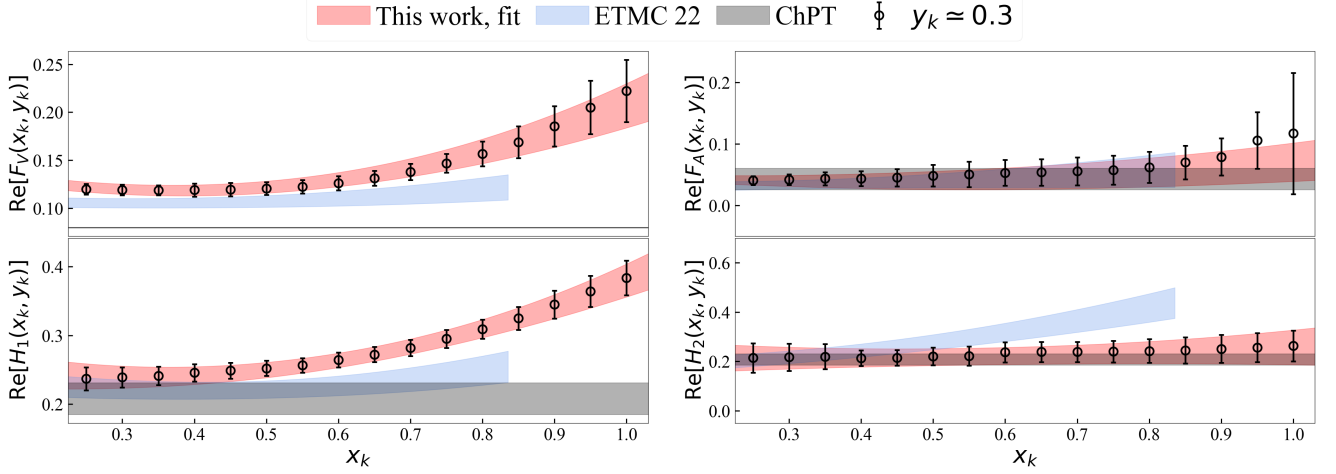 This work, fit ETMC 22 ChPT y_k ≃ 0.3
Re[F_V(x_k, y_k)]
0.25
0.20
0.15
0.10
Re[F_A(x_k, y_k)]
0.2
0.1
0.0
Re[H_1(x_k, y_k)]
0.4
0.3
0.2
0.3 0.4 0.5 0.6 0.7 0.8 0.9 1.0
x_k
Re[H_2(x_k, y_k)]
0.6
0.4
0.2
0.0
0.3 0.4 0.5 0.6 0.7 0.8 0.9 1.0
x_k